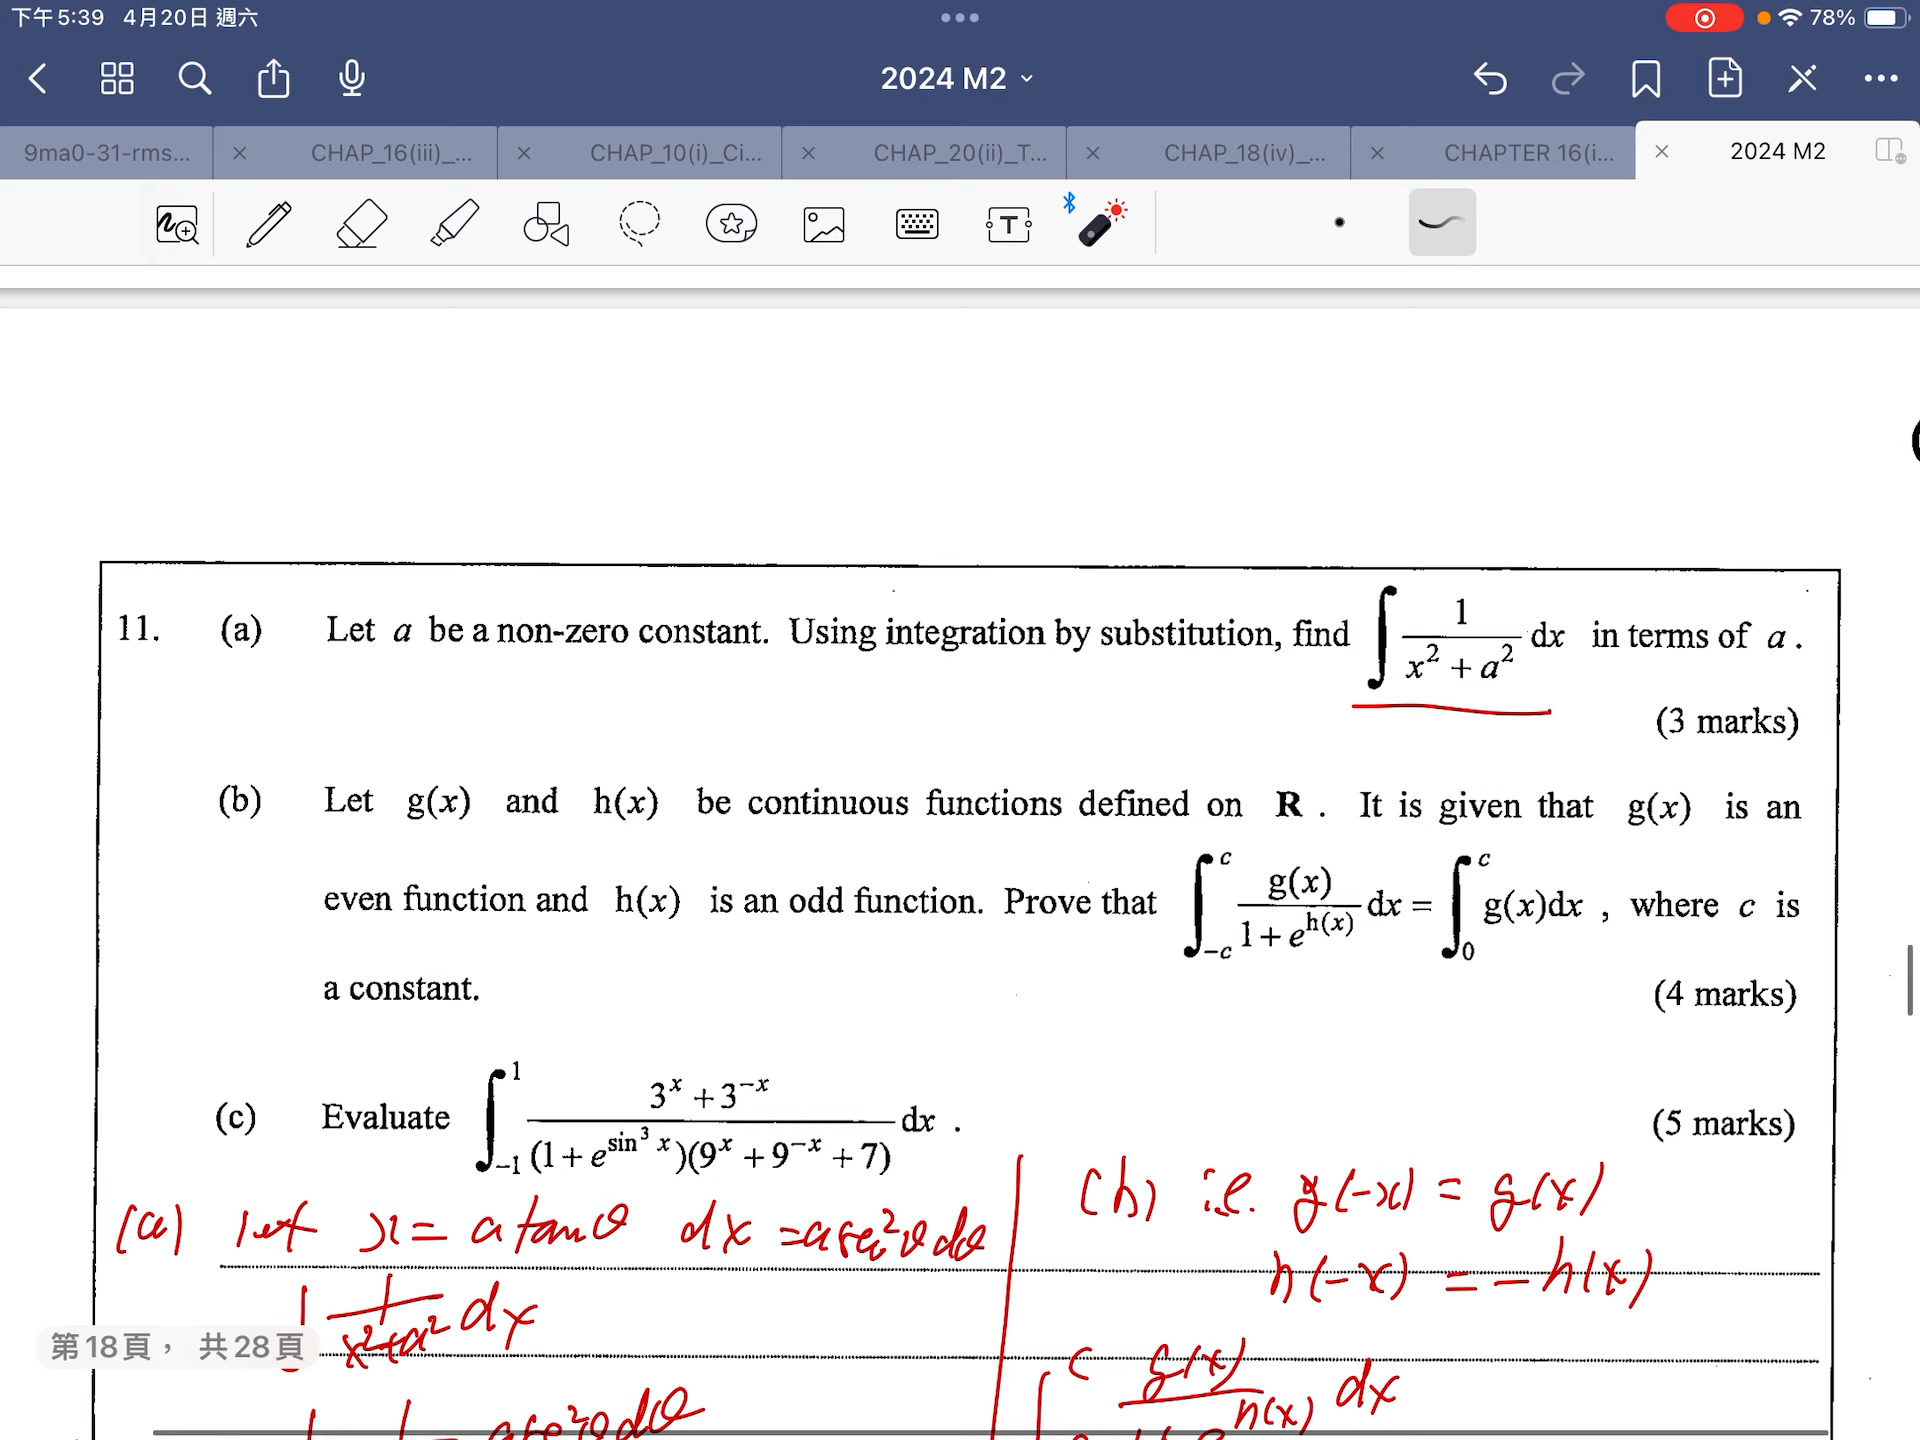 下午5:39 4月20日 週六
78%
2024 M2
9ma0-31-rms... CHAP_16(iii)_... CHAP_10(i)_Ci... CHAP_20(ii)_T... CHAP_18(iv)_... CHAPTER 16(i... 2024 M2
11. (a) Let a be a non-zero constant. Using integration by substitution, find ∫ 1/(x² + a²) dx in terms of a .
(3 marks)
(b) Let g(x) and h(x) be continuous functions defined on R . It is given that g(x) is an
even function and h(x) is an odd function. Prove that ∫_{-c}^{c} g(x)/(1 + e^{h(x)}) dx = ∫_0^c g(x)dx , where c is
a constant.
(4 marks)
(c) Evaluate ∫_{-1}^{1} (3^x + 3^{-x})/((1 + e^{sin³ x})(9^x + 9^{-x} + 7)) dx .
(5 marks)
(a) let x = a tanθ dx = a sec²θ dθ
∫ 1/(x²+a²) dx
(b) i.e. g(-x) = g(x)
h(-x) = -h(x)
第18頁， 共28頁